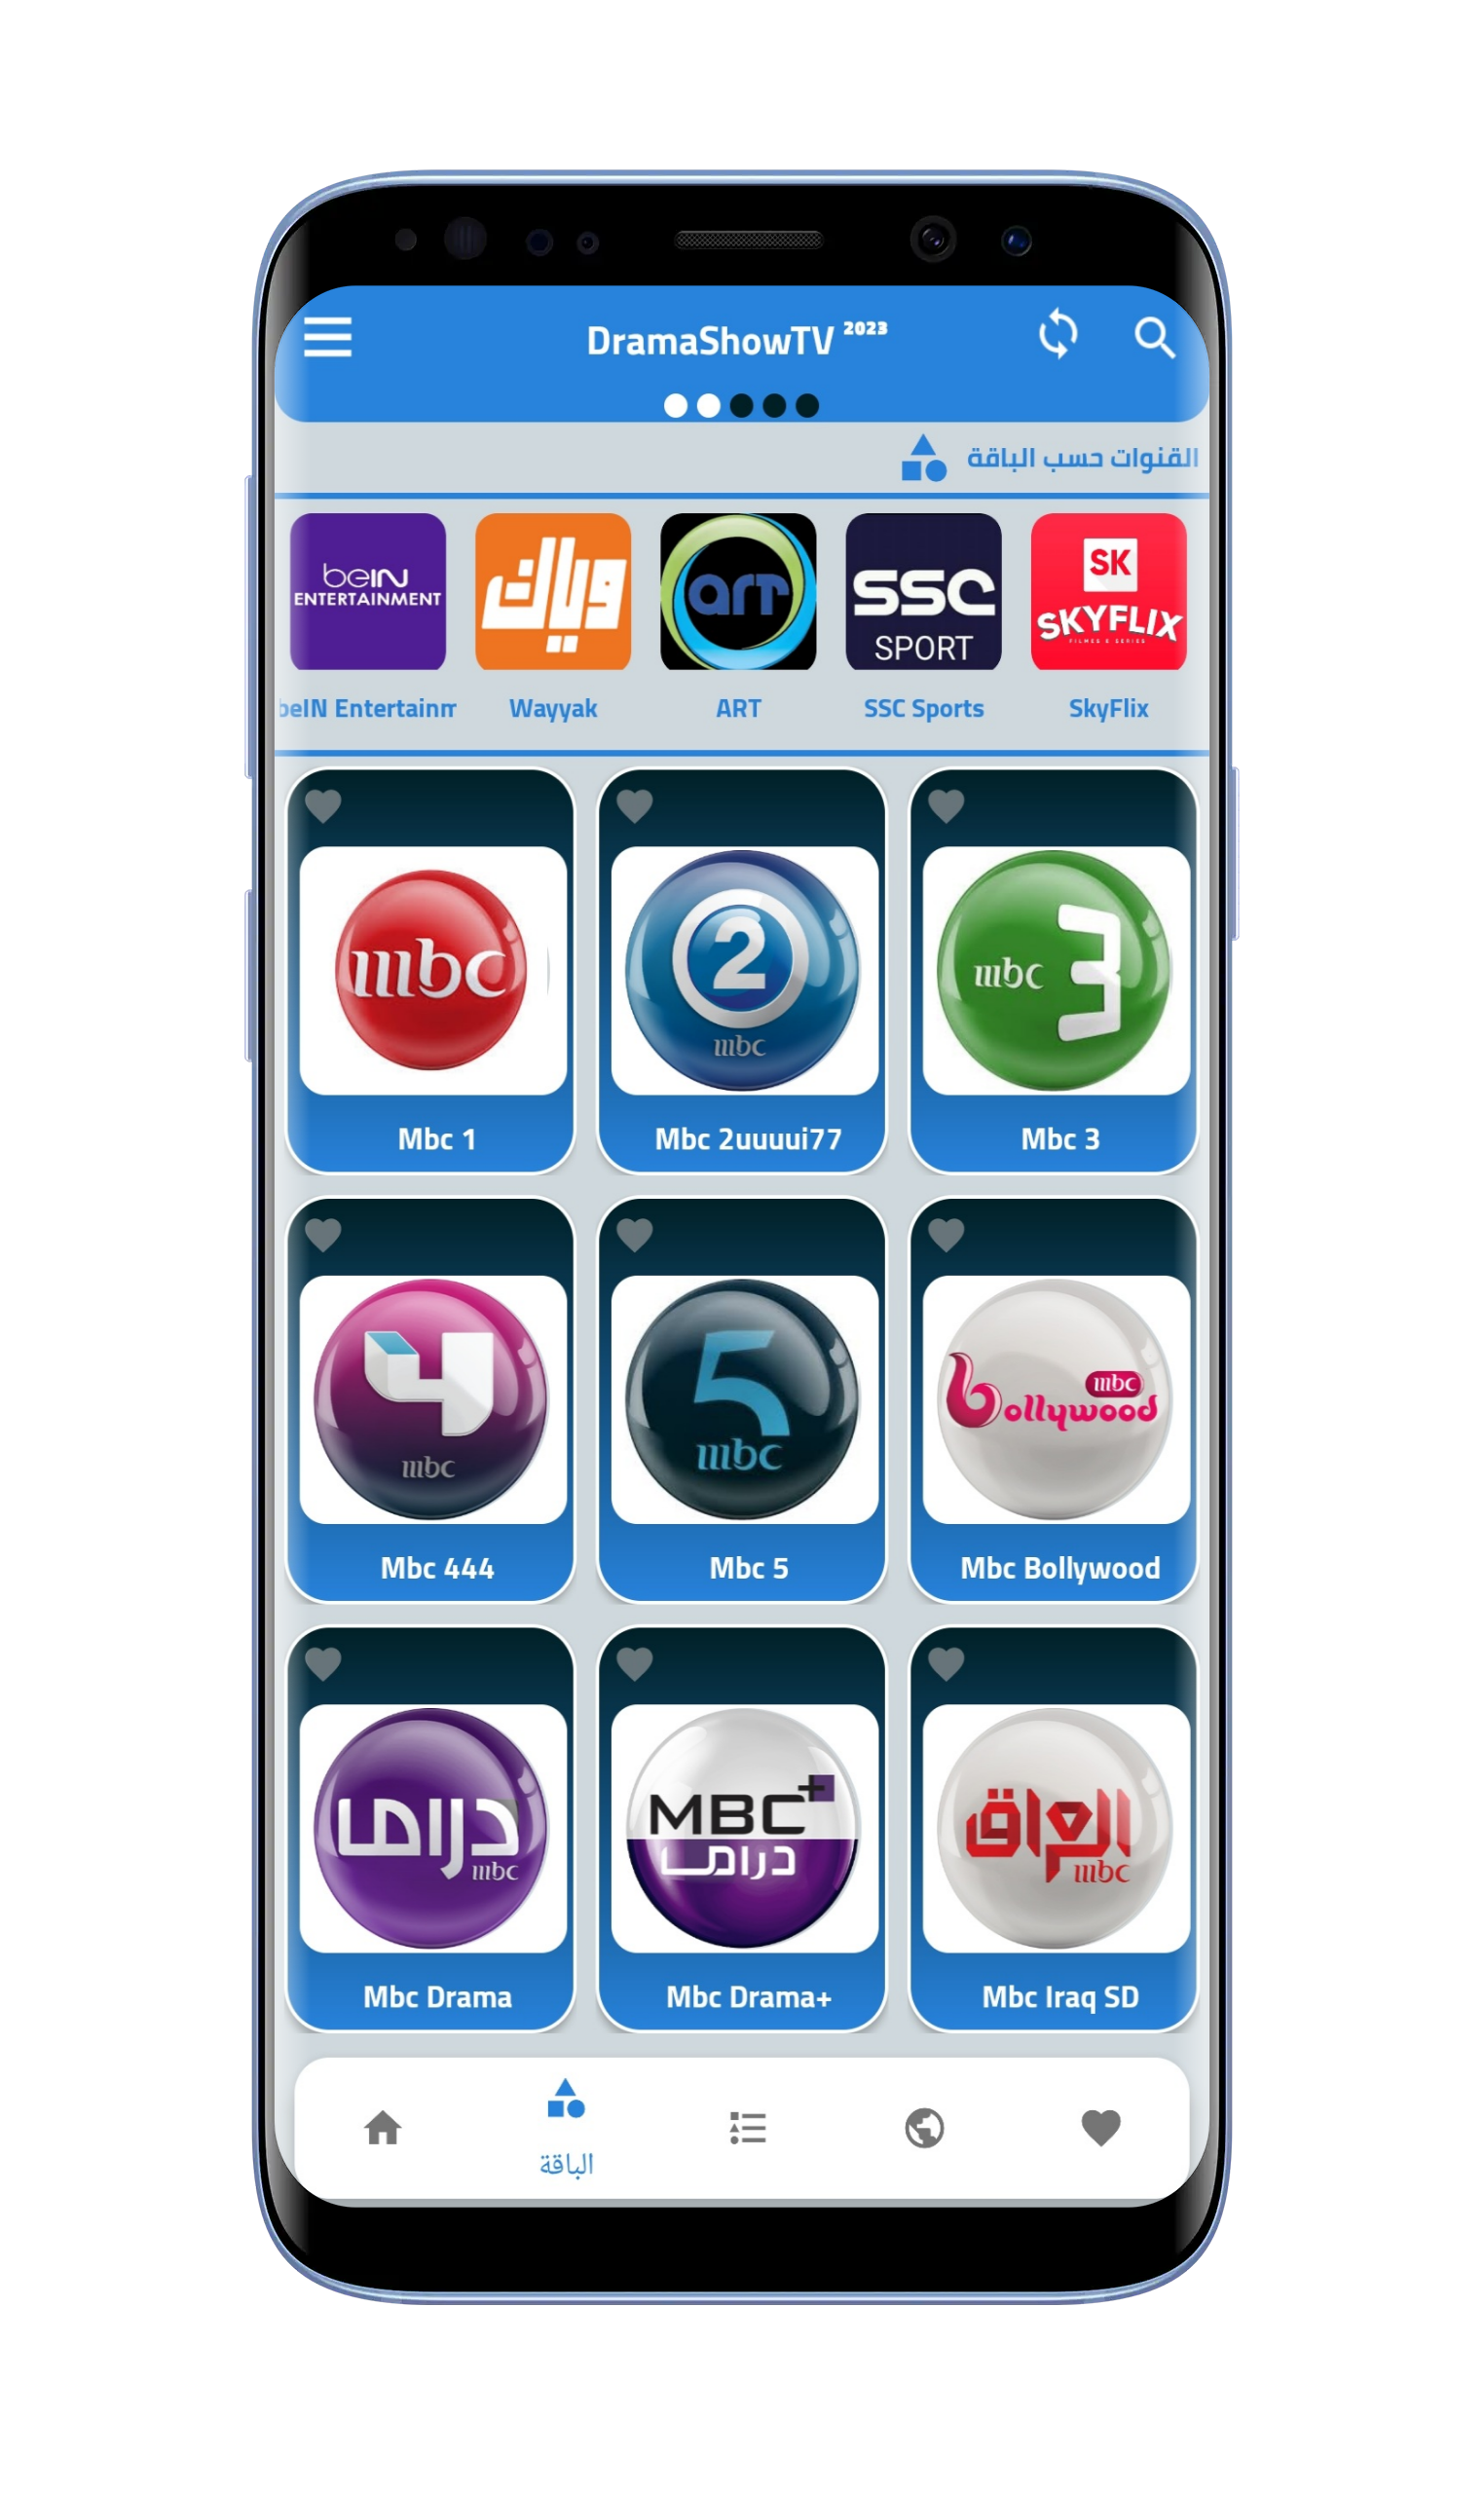 DramaShowTV 2023
القنوات حسب الباقة
beIN
ENTERTAINMENT
وياك
art
ssc
SPORT
SK
SKYFLIX
FILMES E SERIES
beIN Entertainm
Wayyak
ART
SSC Sports
SkyFlix
mbc
2
mbc
mbc 3
Mbc 1
Mbc 2uuuui77
Mbc 3
4
mbc
5
mbc
mbc
bollywood
Mbc 444
Mbc 5
Mbc Bollywood
دراما
mbc
MBC+
دراما
العراق
mbc
Mbc Drama
Mbc Drama+
Mbc Iraq SD
الباقة